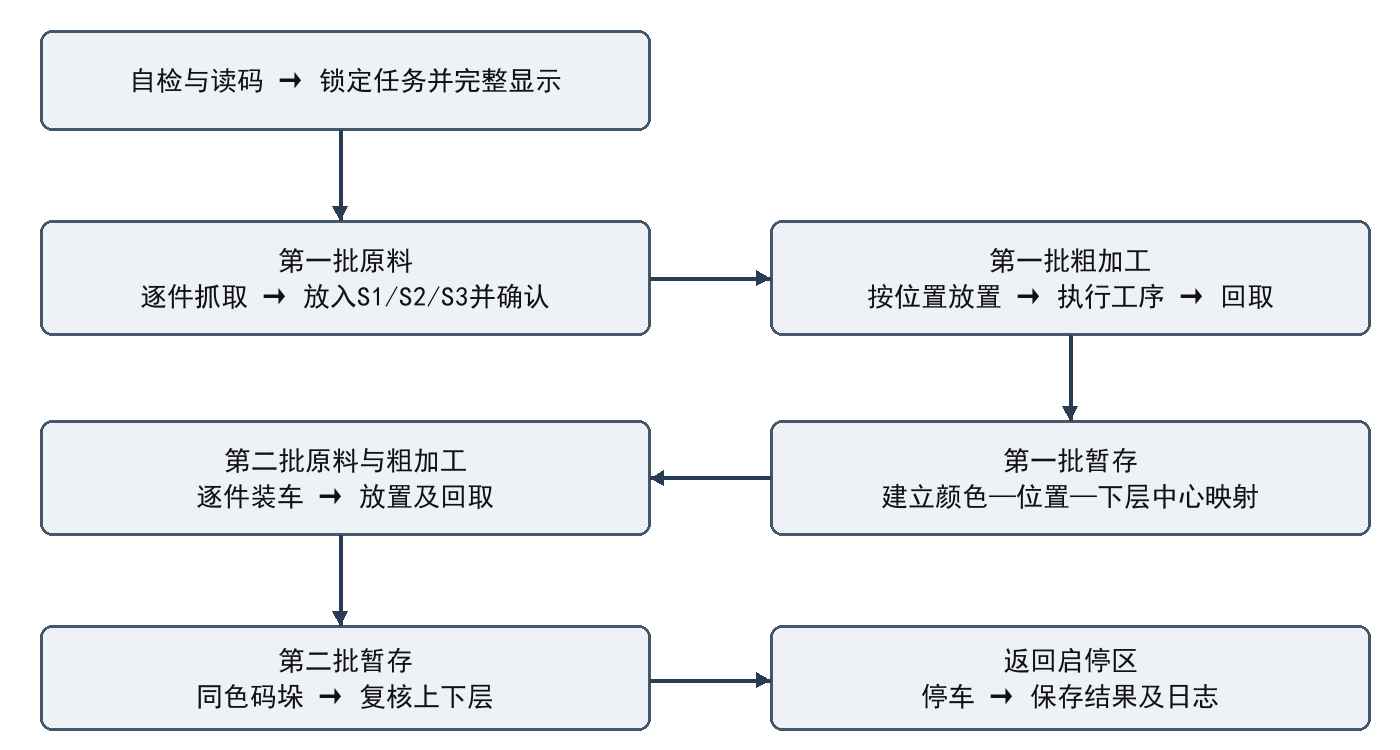 自检与读码 → 锁定任务并完整显示
第一批原料
逐件抓取 → 放入S1/S2/S3并确认
第一批粗加工
按位置放置 → 执行工序 → 回取
第一批暂存
建立颜色—位置—下层中心映射
第二批原料与粗加工
逐件装车 → 放置及回取
第二批暂存
同色码垛 → 复核上下层
返回启停区
停车 → 保存结果及日志